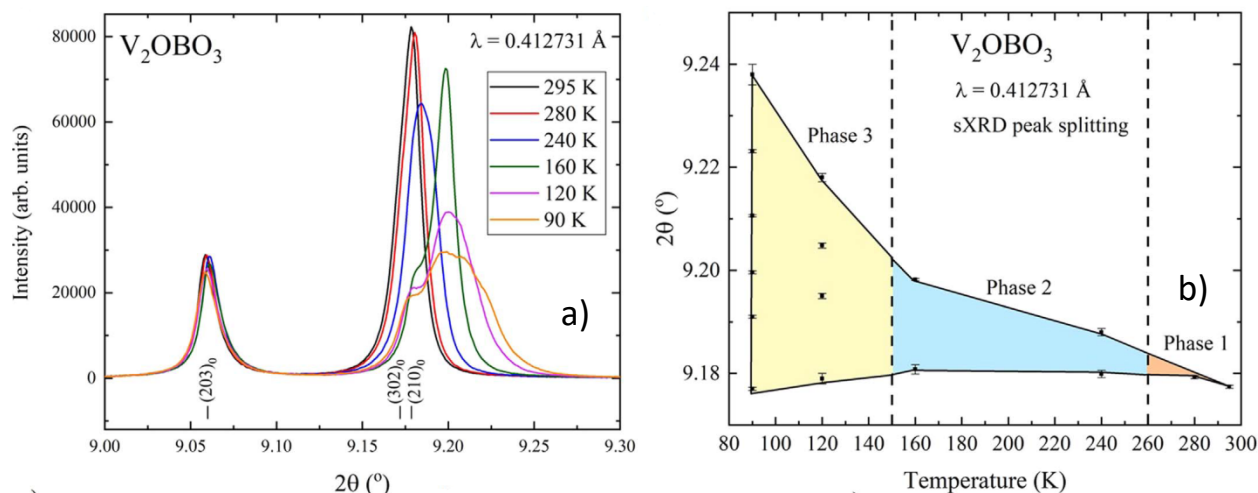 V₂OBO₃
λ = 0.412731 Å
295 K
280 K
240 K
160 K
120 K
90 K
a)
Intensity (arb. units)
80000
60000
40000
20000
0
(203)₀
(302)₀
(210)₀
9.00
9.05
9.10
9.15
9.20
9.25
9.30
2θ (º)
V₂OBO₃
λ = 0.412731 Å
sXRD peak splitting
Phase 3
Phase 2
Phase 1
b)
2θ (º)
9.24
9.22
9.20
9.18
80 100 120 140 160 180 200 220 240 260 280 300
Temperature (K)